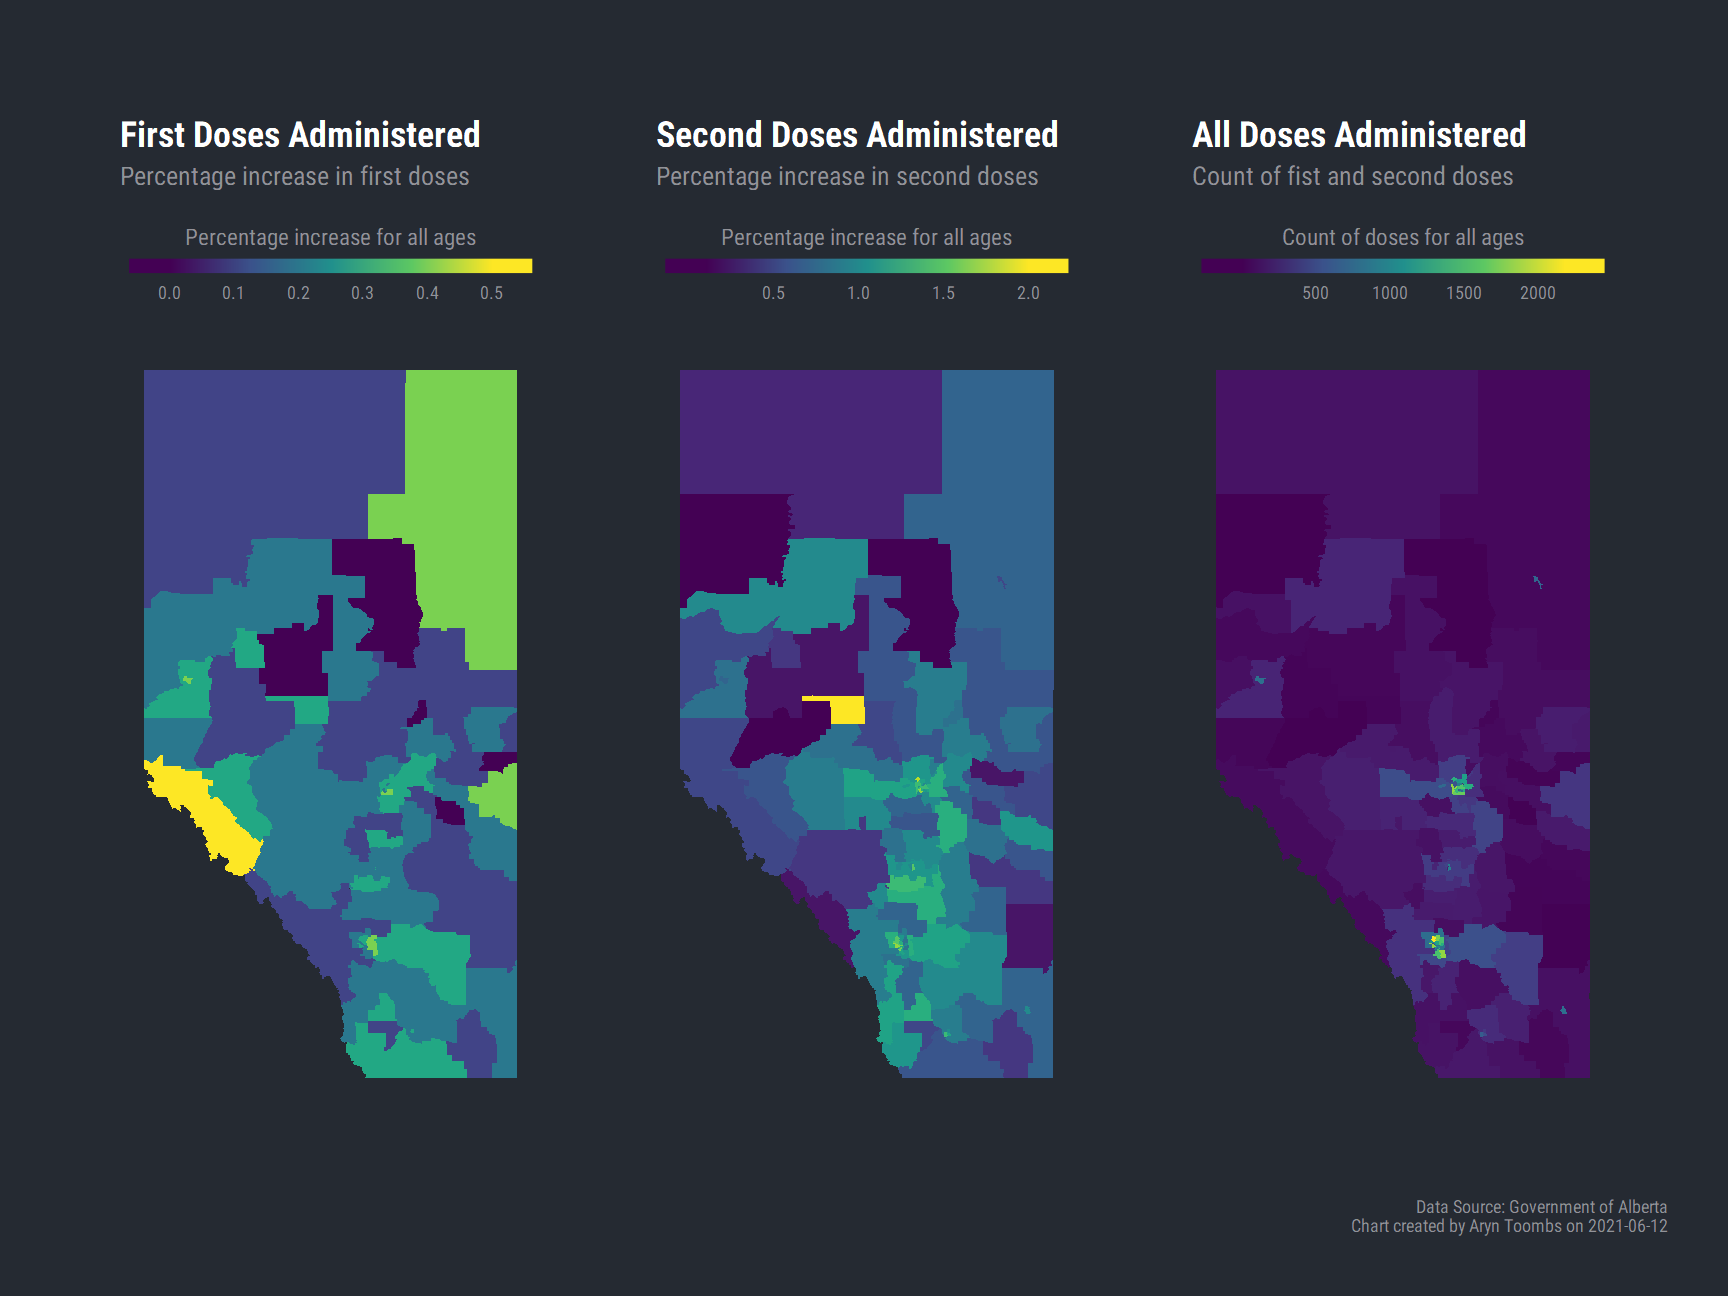 First Doses Administered
Percentage increase in first doses
Percentage increase for all ages
0.0 0.1 0.2 0.3 0.4 0.5
Second Doses Administered
Percentage increase in second doses
Percentage increase for all ages
0.5 1.0 1.5 2.0
All Doses Administered
Count of fist and second doses
Count of doses for all ages
500 1000 1500 2000
Data Source: Government of Alberta
Chart created by Aryn Toombs on 2021-06-12